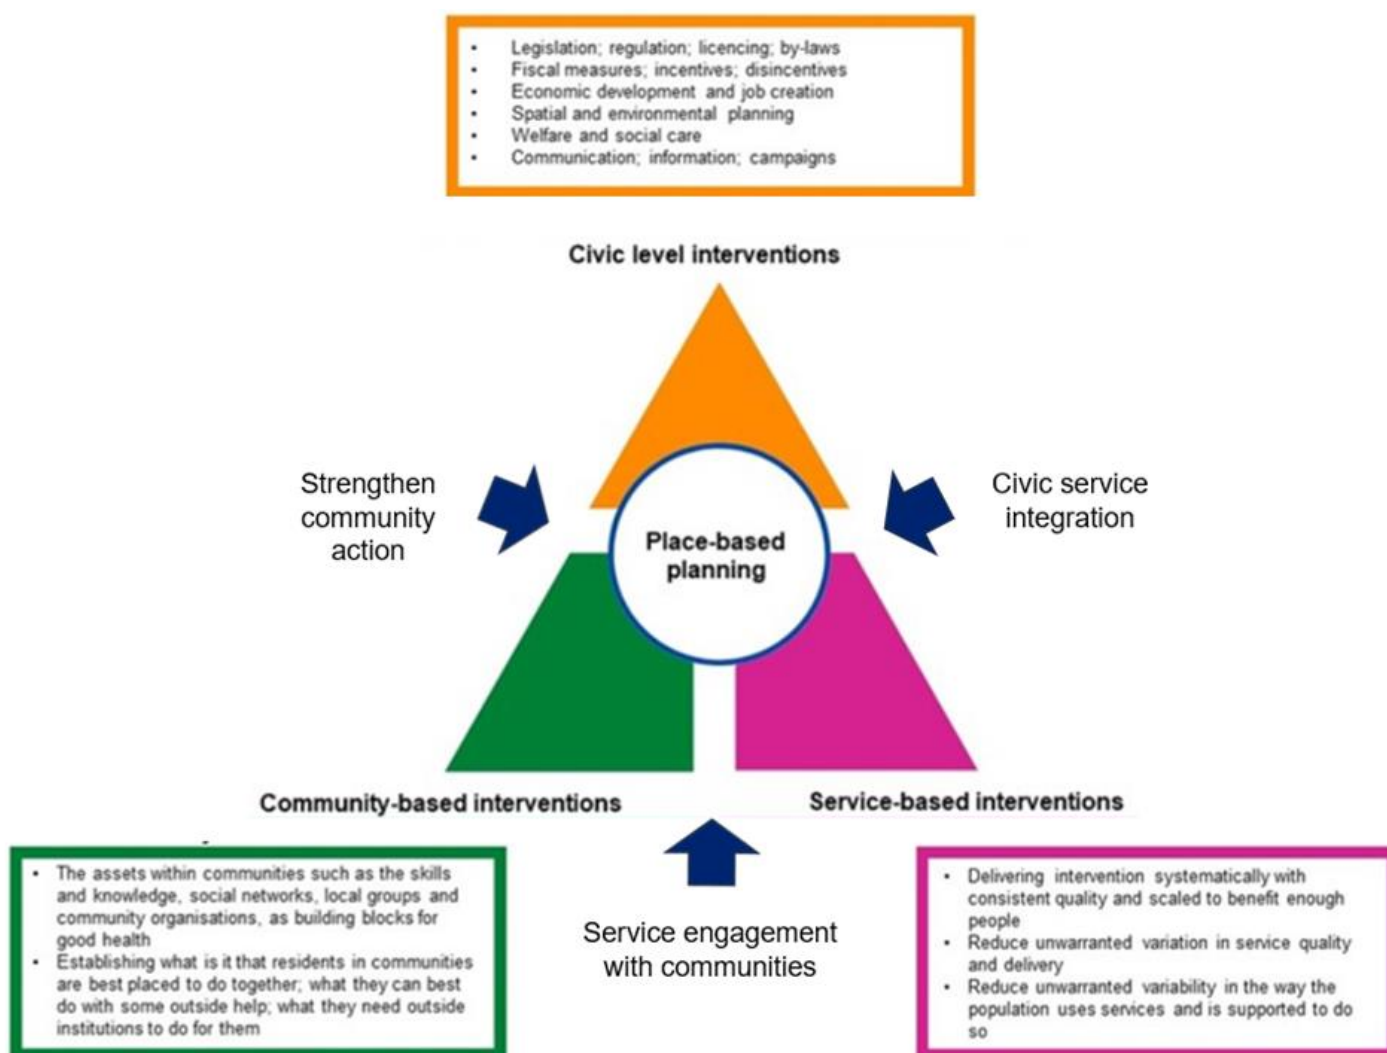 • Legislation; regulation; licencing; by-laws
• Fiscal measures; incentives; disincentives
• Economic development and job creation
• Spatial and environmental planning
• Welfare and social care
• Communication; information; campaigns
Civic level interventions
Strengthen
community
action
Civic service
integration
Place-based
planning
Community-based interventions
Service-based interventions
• The assets within communities such as the skills
and knowledge, social networks, local groups and
community organisations, as building blocks for
good health
• Establishing what is it that residents in communities
are best placed to do together; what they can best
do with some outside help; what they need outside
institutions to do for them
Service engagement
with communities
• Delivering intervention systematically with
consistent quality and scaled to benefit enough
people
• Reduce unwarranted variation in service quality
and delivery
• Reduce unwarranted variability in the way the
population uses services and is supported to do
so